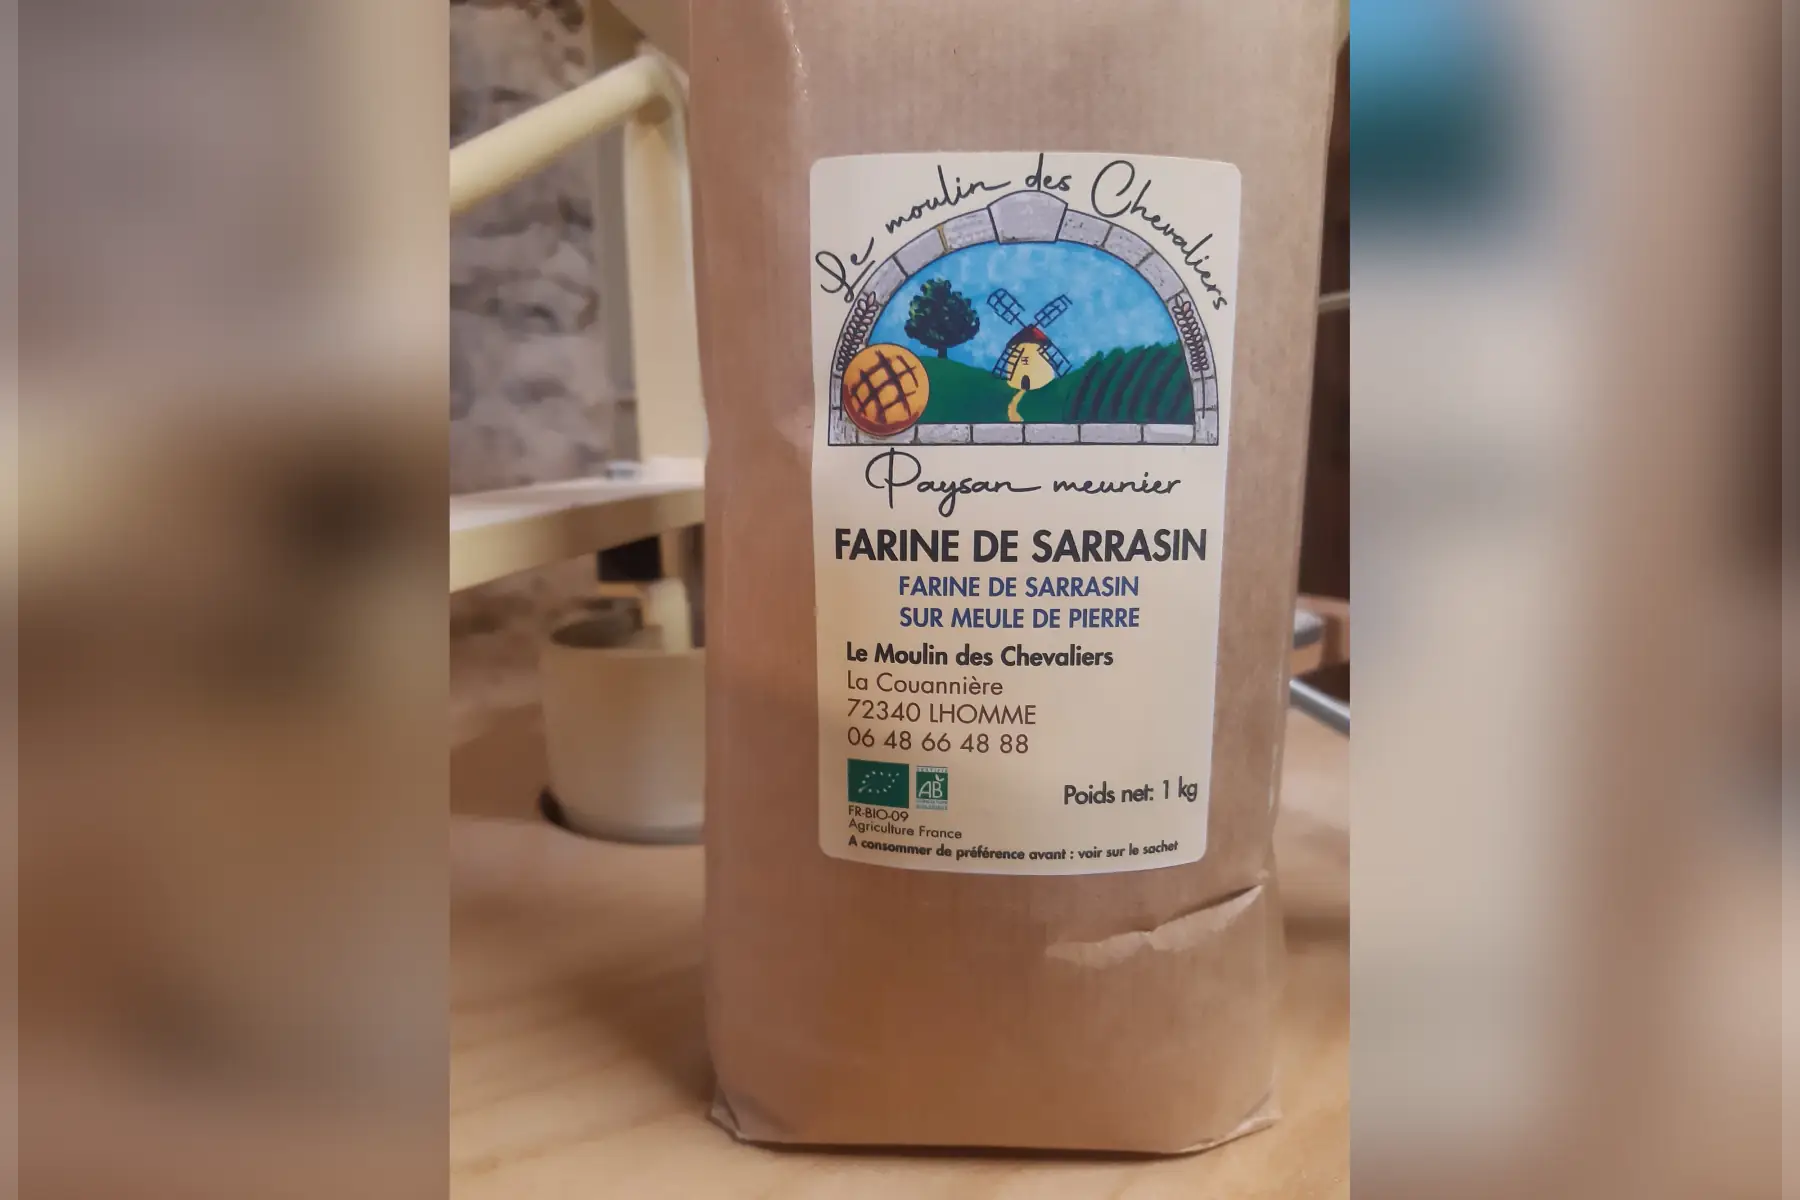 Le moulin des Chevaliers
Paysan meunier
FARINE DE SARRASIN
FARINE DE SARRASIN
SUR MEULE DE PIERRE
Le Moulin des Chevaliers
La Couannière
72340 LHOMME
06 48 66 48 88
AB
Poids net: 1 kg
FR-BIO-09
Agriculture France
A consommer de préférence avant : voir sur le sachet